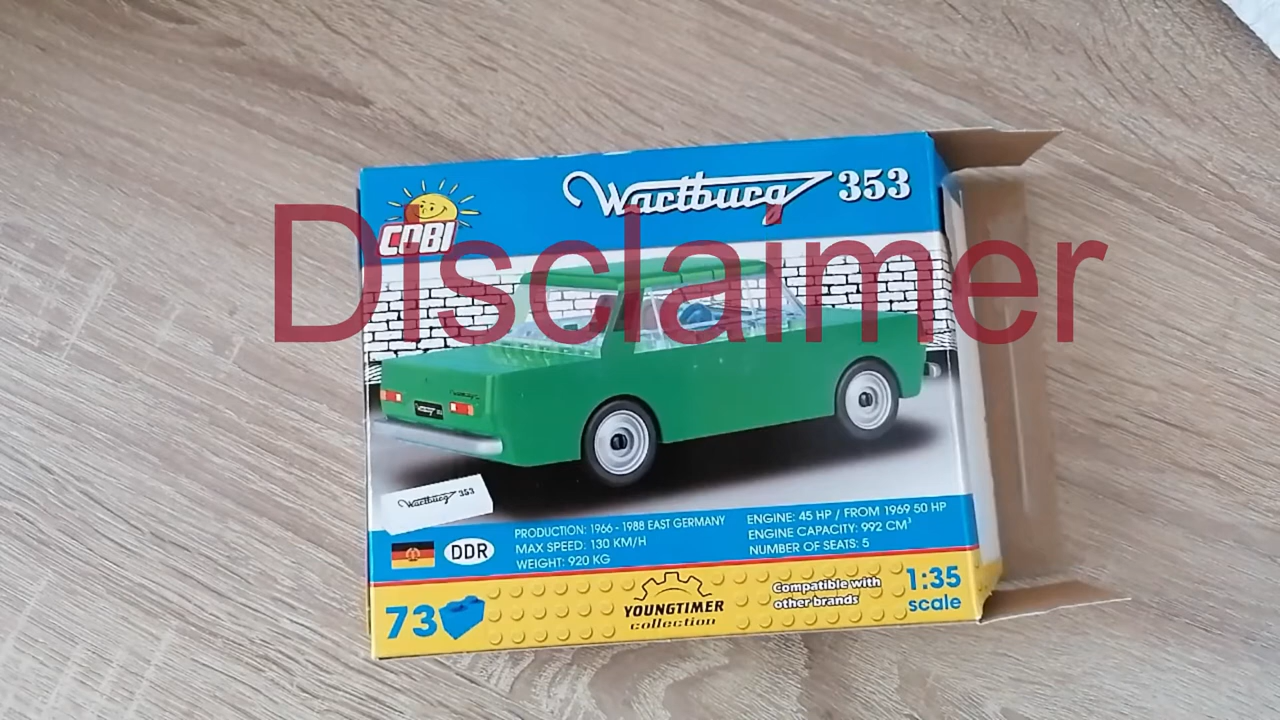 Wartburg 353
COBI
Disclaimer
Wartburg 353
DDR
PRODUCTION: 1966 - 1988 EAST GERMANY
MAX SPEED: 130 KM/H
WEIGHT: 920 KG
ENGINE: 45 HP / FROM 1969 50 HP
ENGINE CAPACITY: 992 CM³
NUMBER OF SEATS: 5
73
YOUNGTIMER
collection
Compatible with
other brands
1:35
scale